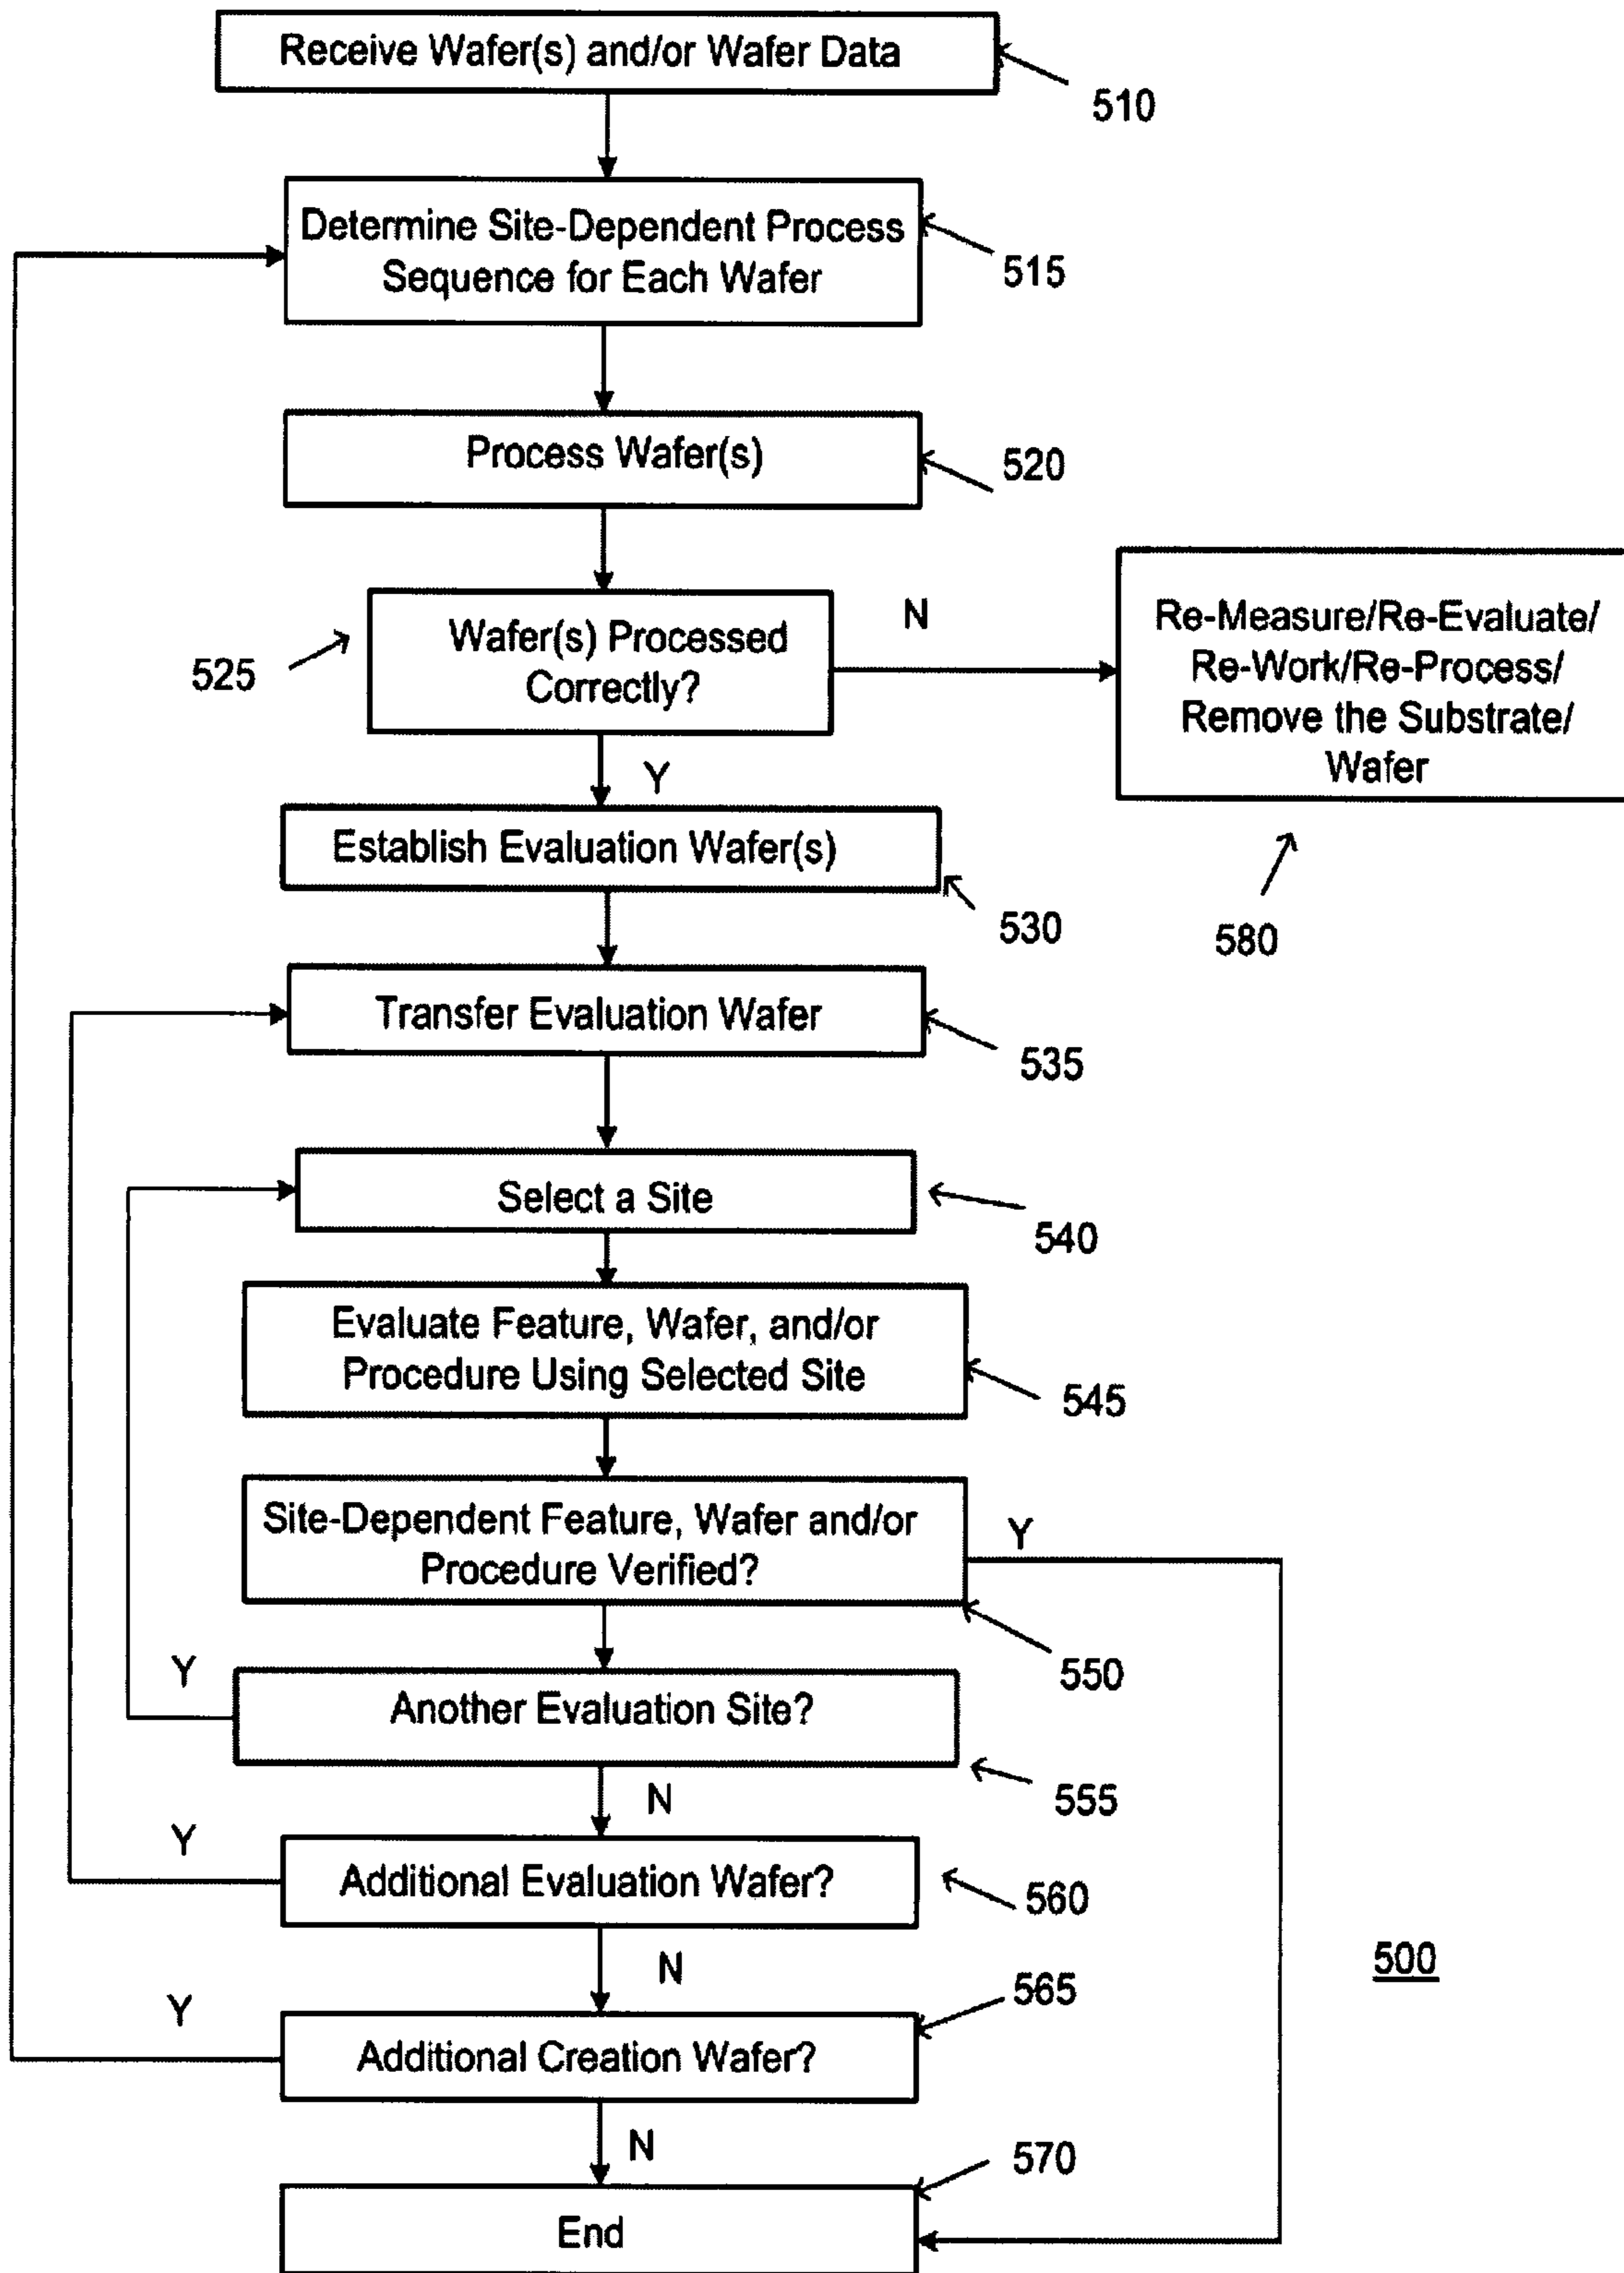 Receive Wafer(s) and/or Wafer Data
510
Determine Site-Dependent Process
Sequence for Each Wafer
515
Process Wafer(s)
520
Wafer(s) Processed
Correctly?
525
N
Re-Measure/Re-Evaluate/
Re-Work/Re-Process/
Remove the Substrate/
Wafer
580
Y
Establish Evaluation Wafer(s)
530
Transfer Evaluation Wafer
535
Select a Site
540
Evaluate Feature, Wafer, and/or
Procedure Using Selected Site
545
Site-Dependent Feature, Wafer and/or
Procedure Verified?
Y
550
Y
Another Evaluation Site?
555
N
Y
Additional Evaluation Wafer?
560
N
500
565
Y
Additional Creation Wafer?
N
570
End